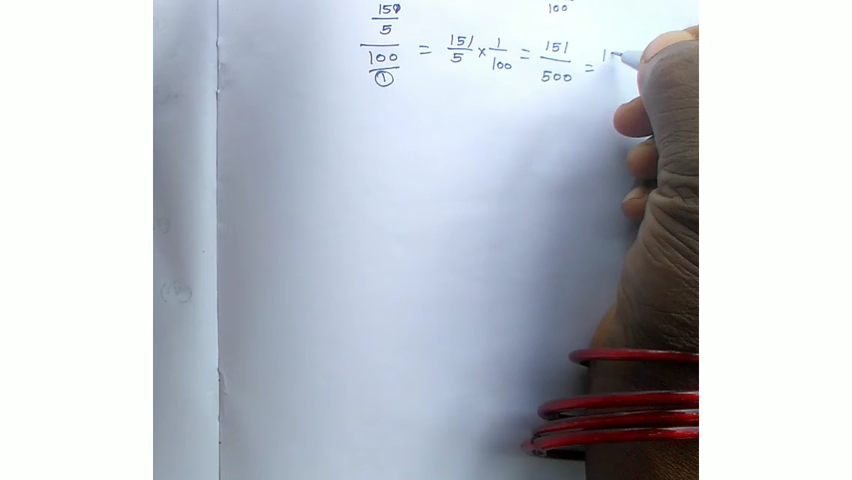 100
151/5 / 100/1 = 151/5 × 1/100 = 151/500 = 1